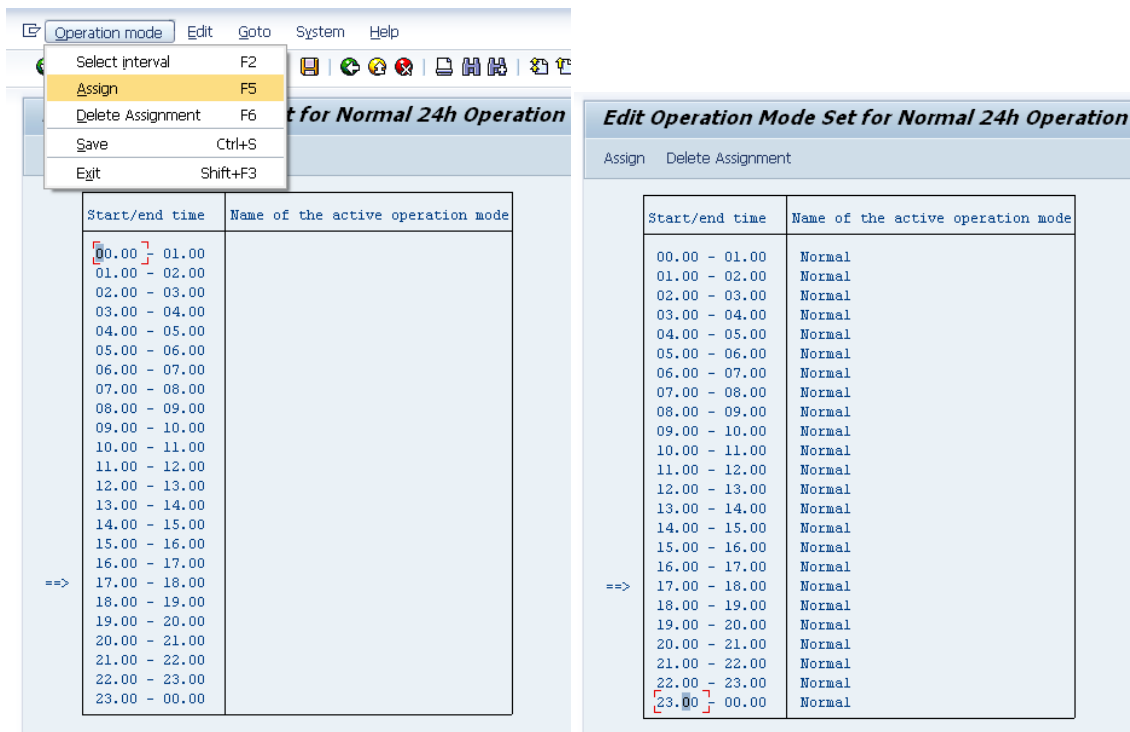 Operation mode Edit Goto System Help
Select interval F2
Assign F5
Delete Assignment F6
Save Ctrl+S
Exit Shift+F3
t for Normal 24h Operation
Start/end time Name of the active operation mode
00.00 - 01.00
01.00 - 02.00
02.00 - 03.00
03.00 - 04.00
04.00 - 05.00
05.00 - 06.00
06.00 - 07.00
07.00 - 08.00
08.00 - 09.00
09.00 - 10.00
10.00 - 11.00
11.00 - 12.00
12.00 - 13.00
13.00 - 14.00
14.00 - 15.00
15.00 - 16.00
16.00 - 17.00
==> 17.00 - 18.00
18.00 - 19.00
19.00 - 20.00
20.00 - 21.00
21.00 - 22.00
22.00 - 23.00
23.00 - 00.00
Edit Operation Mode Set for Normal 24h Operation
Assign Delete Assignment
Start/end time Name of the active operation mode
00.00 - 01.00 Normal
01.00 - 02.00 Normal
02.00 - 03.00 Normal
03.00 - 04.00 Normal
04.00 - 05.00 Normal
05.00 - 06.00 Normal
06.00 - 07.00 Normal
07.00 - 08.00 Normal
08.00 - 09.00 Normal
09.00 - 10.00 Normal
10.00 - 11.00 Normal
11.00 - 12.00 Normal
12.00 - 13.00 Normal
13.00 - 14.00 Normal
14.00 - 15.00 Normal
15.00 - 16.00 Normal
16.00 - 17.00 Normal
==> 17.00 - 18.00 Normal
18.00 - 19.00 Normal
19.00 - 20.00 Normal
20.00 - 21.00 Normal
21.00 - 22.00 Normal
22.00 - 23.00 Normal
23.00 - 00.00 Normal